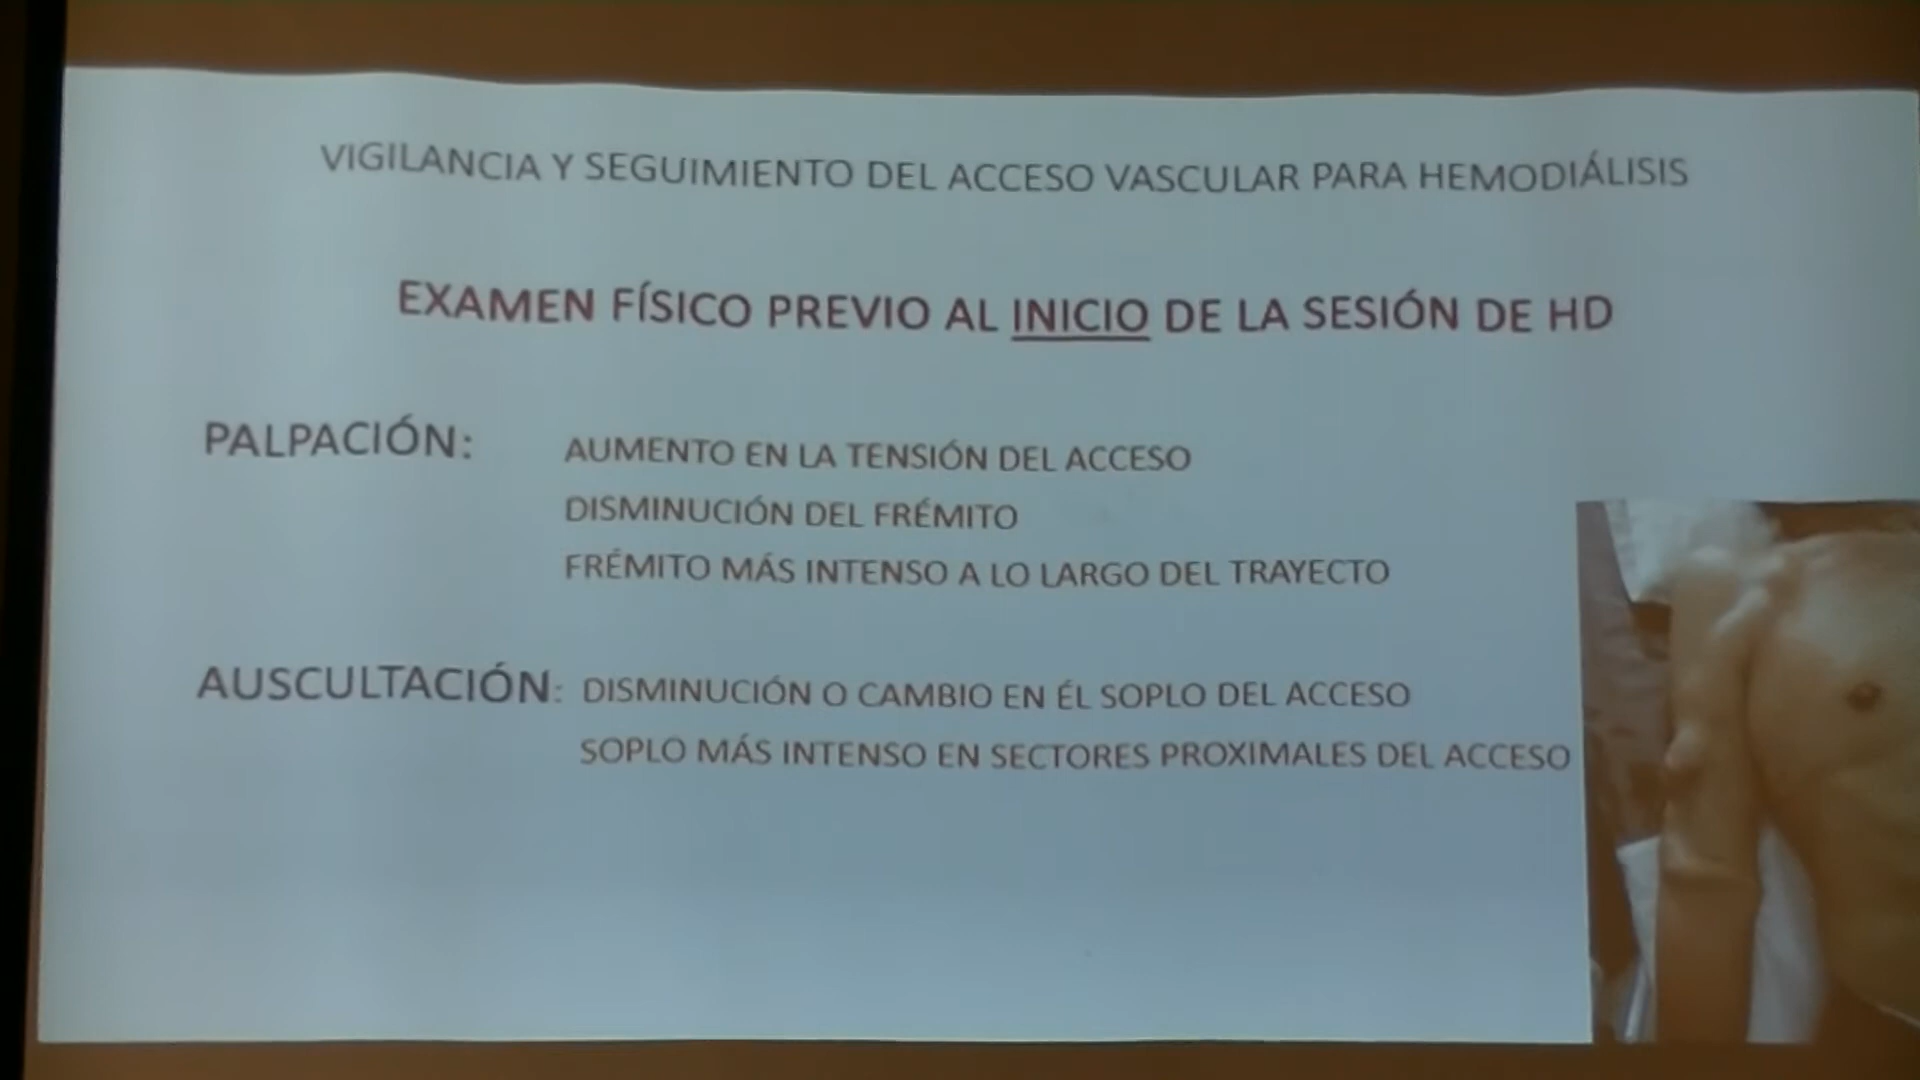 VIGILANCIA Y SEGUIMIENTO DEL ACCESO VASCULAR PARA HEMODIÁLISIS
EXAMEN FÍSICO PREVIO AL INICIO DE LA SESIÓN DE HD
PALPACIÓN: AUMENTO EN LA TENSIÓN DEL ACCESO
DISMINUCIÓN DEL FRÉMITO
FRÉMITO MÁS INTENSO A LO LARGO DEL TRAYECTO
AUSCULTACIÓN: DISMINUCIÓN O CAMBIO EN ÉL SOPLO DEL ACCESO
SOPLO MÁS INTENSO EN SECTORES PROXIMALES DEL ACCESO